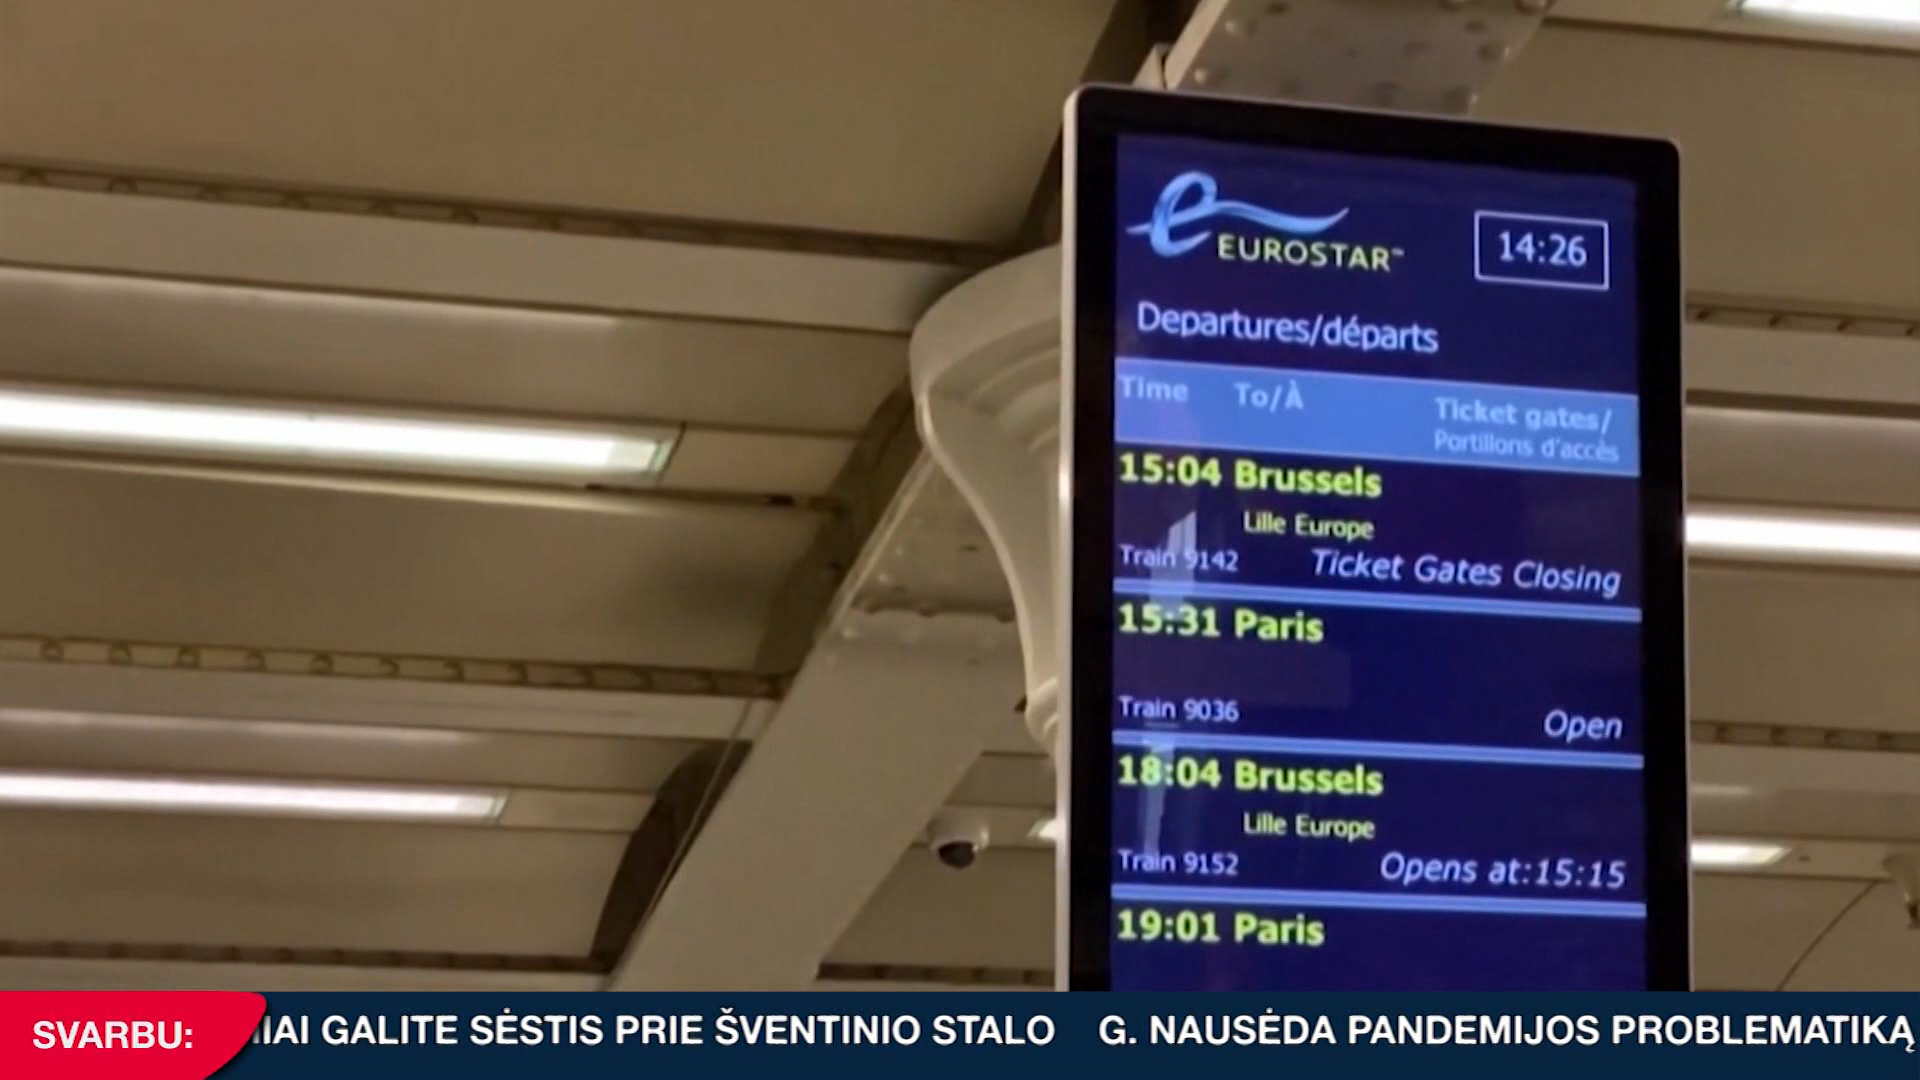 EUROSTAR™
14:26
Departures/départs
Time To/À Ticket gates/
Portillons d'accès
15:04 Brussels
Lille Europe
Train 9142 Ticket Gates Closing
15:31 Paris
Train 9036 Open
18:04 Brussels
Lille Europe
Train 9152 Opens at:15:15
19:01 Paris
SVARBU: GALITE SĖSTIS PRIE ŠVENTINIO STALO G. NAUSĖDA PANDEMIJOS PROBLEMATIKĄ